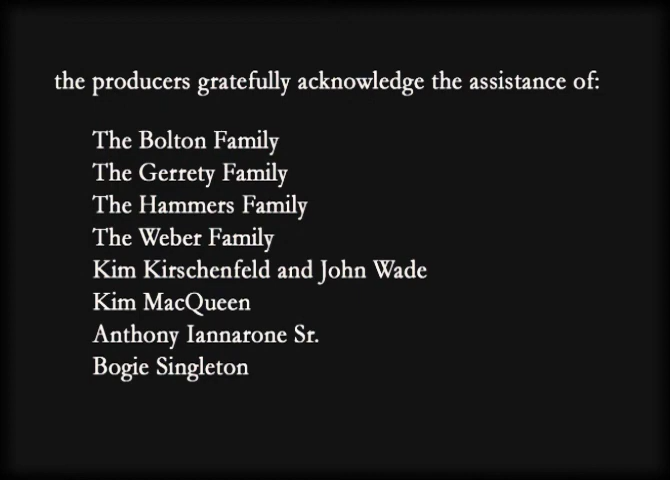 the producers gratefully acknowledge the assistance of:
The Bolton Family
The Gerrety Family
The Hammers Family
The Weber Family
Kim Kirschenfeld and John Wade
Kim MacQueen
Anthony Iannarone Sr.
Bogie Singleton